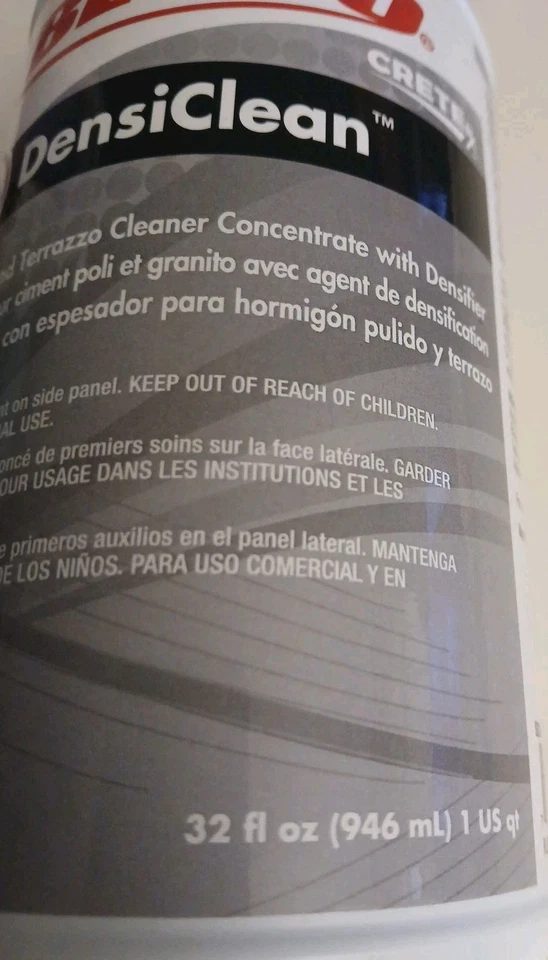 CRETE
DensiClean™
Terrazzo Cleaner Concentrate with Densifier
ciment poli et granito avec agent de densification
con espesador para hormigón pulido y terrazo
on side panel. KEEP OUT OF REACH OF CHILDREN.
USE.
de premiers soins sur la face latérale. GARDER
USAGE DANS LES INSTITUTIONS ET LES
primeros auxilios en el panel lateral. MANTENGA
DE LOS NIÑOS. PARA USO COMERCIAL Y EN
32 fl oz (946 mL) 1 US qt